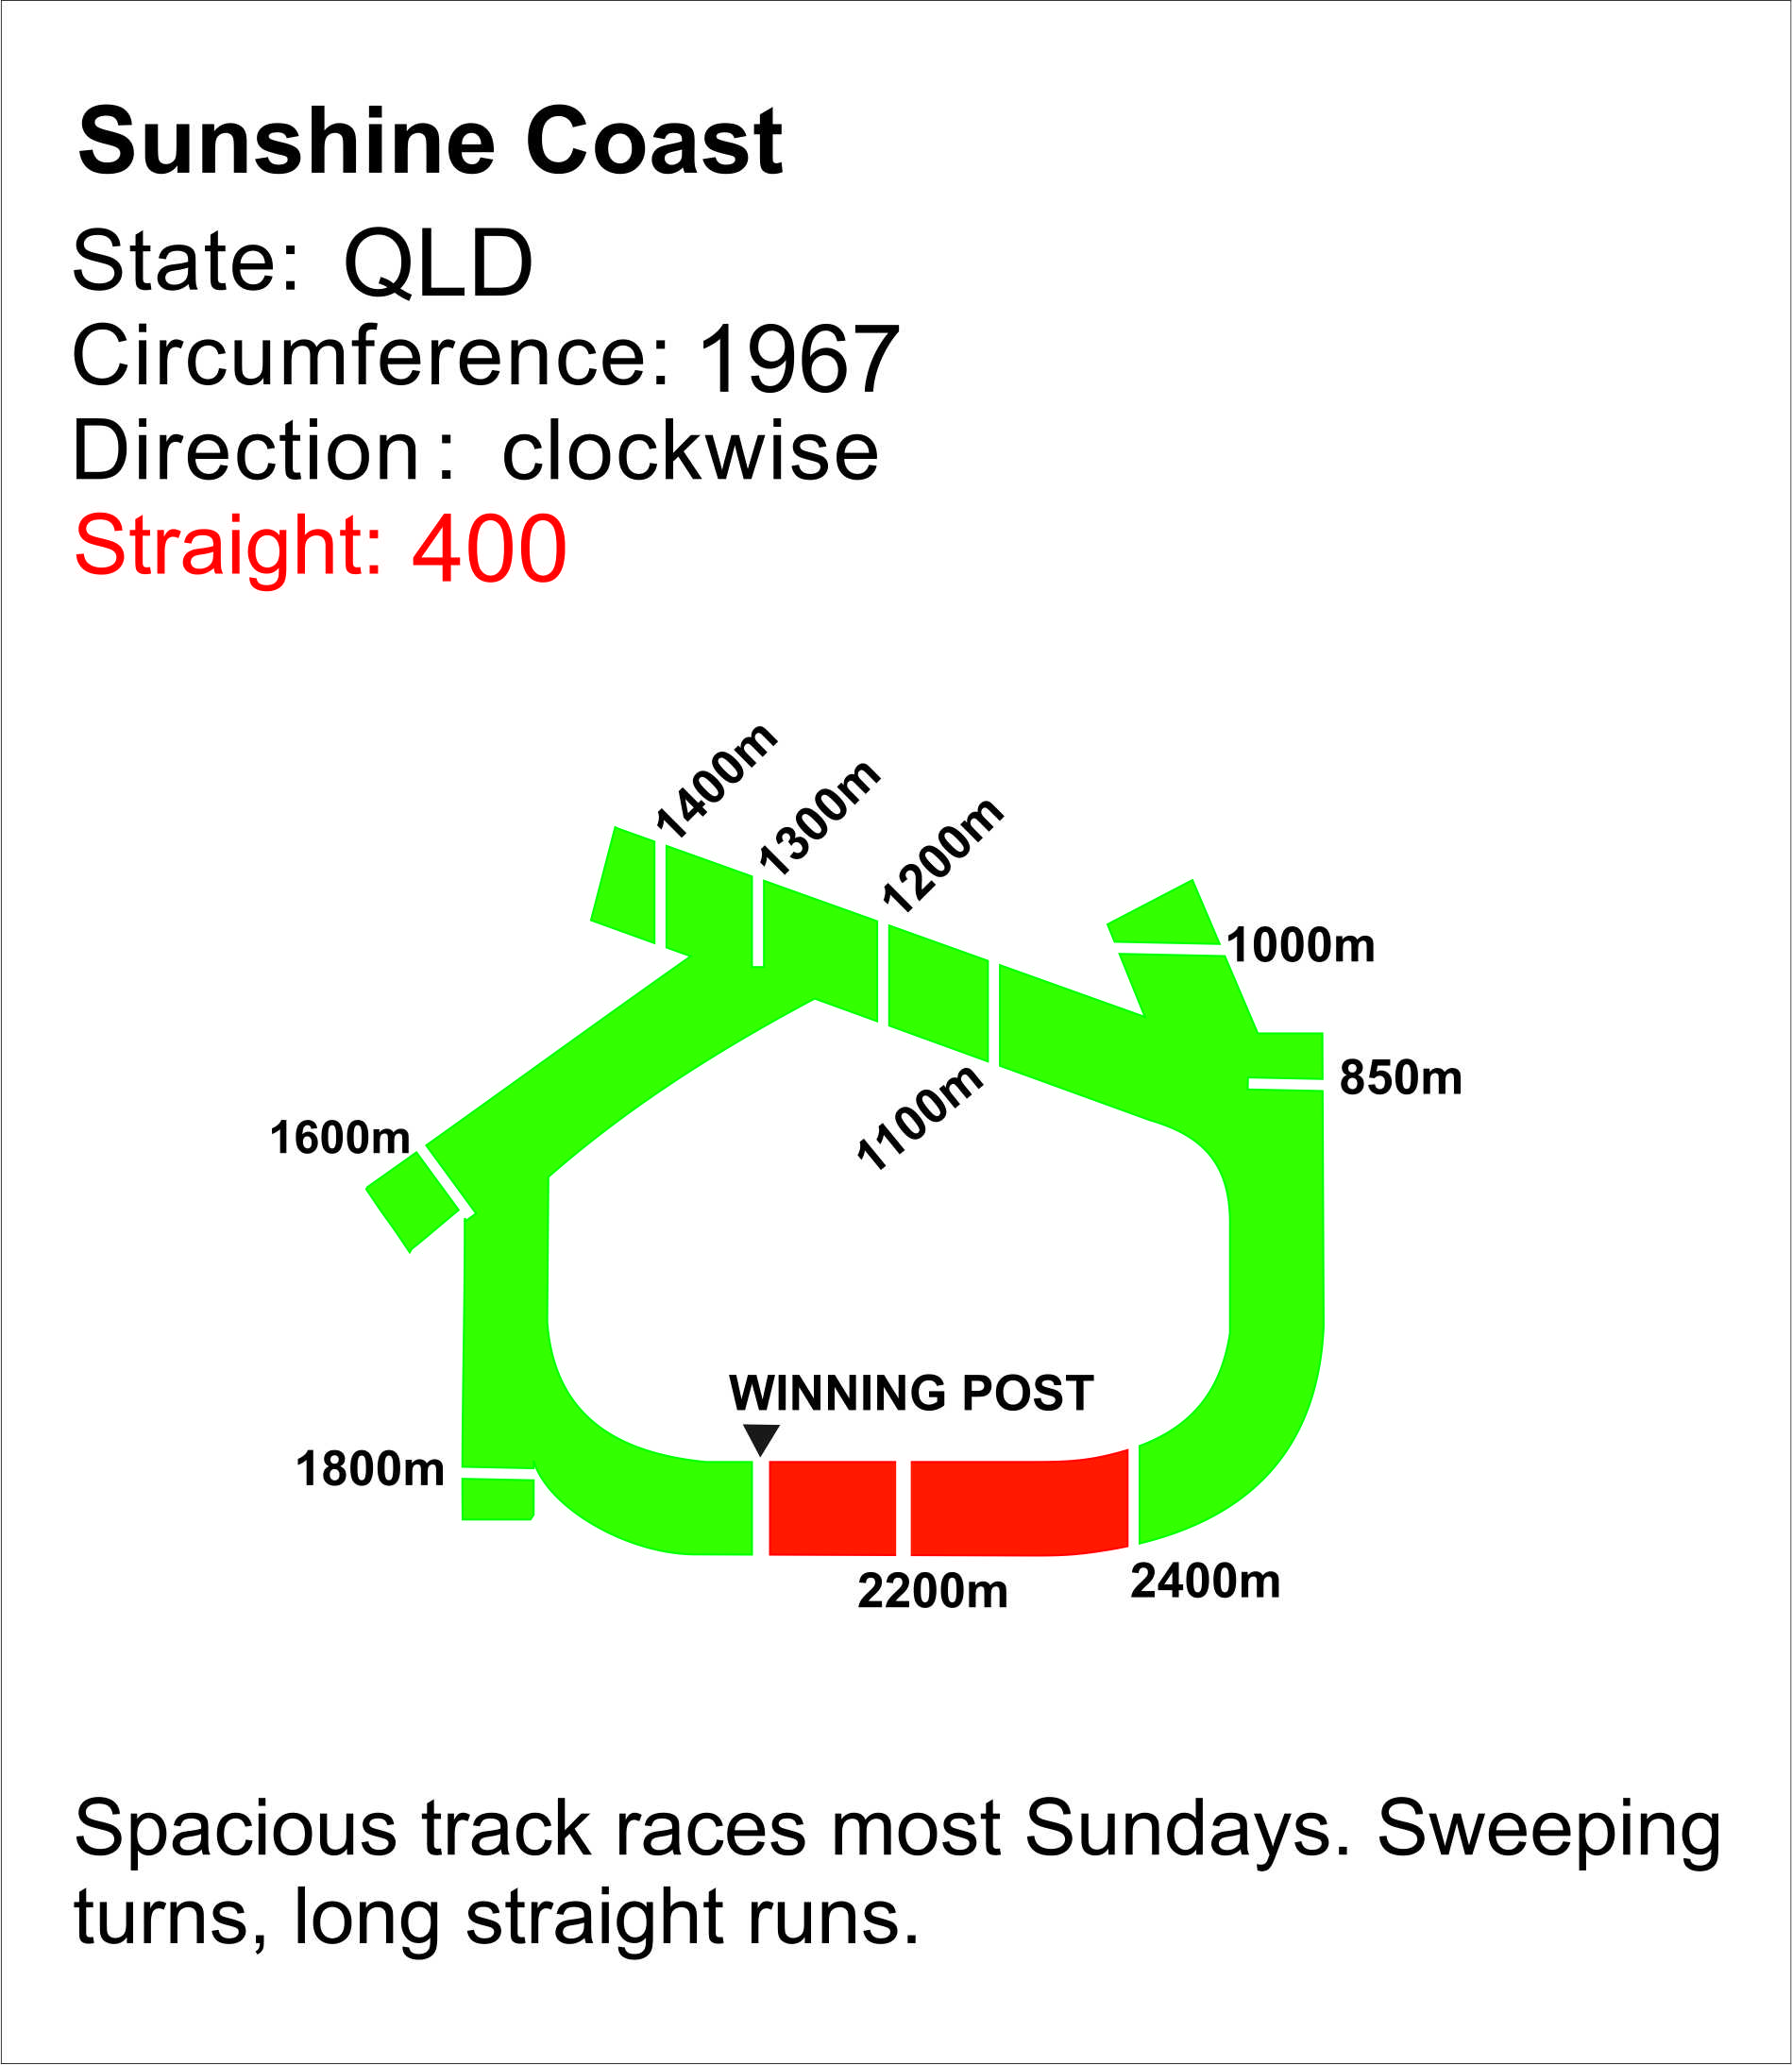 Sunshine Coast
State: QLD
Circumference: 1967
Direction : clockwise
Straight: 400
1400m
1300m
1200m
1000m
850m
1100m
1600m
WINNING POST
1800m
2200m
2400m
Spacious track races most Sundays. Sweeping
turns, long straight runs.